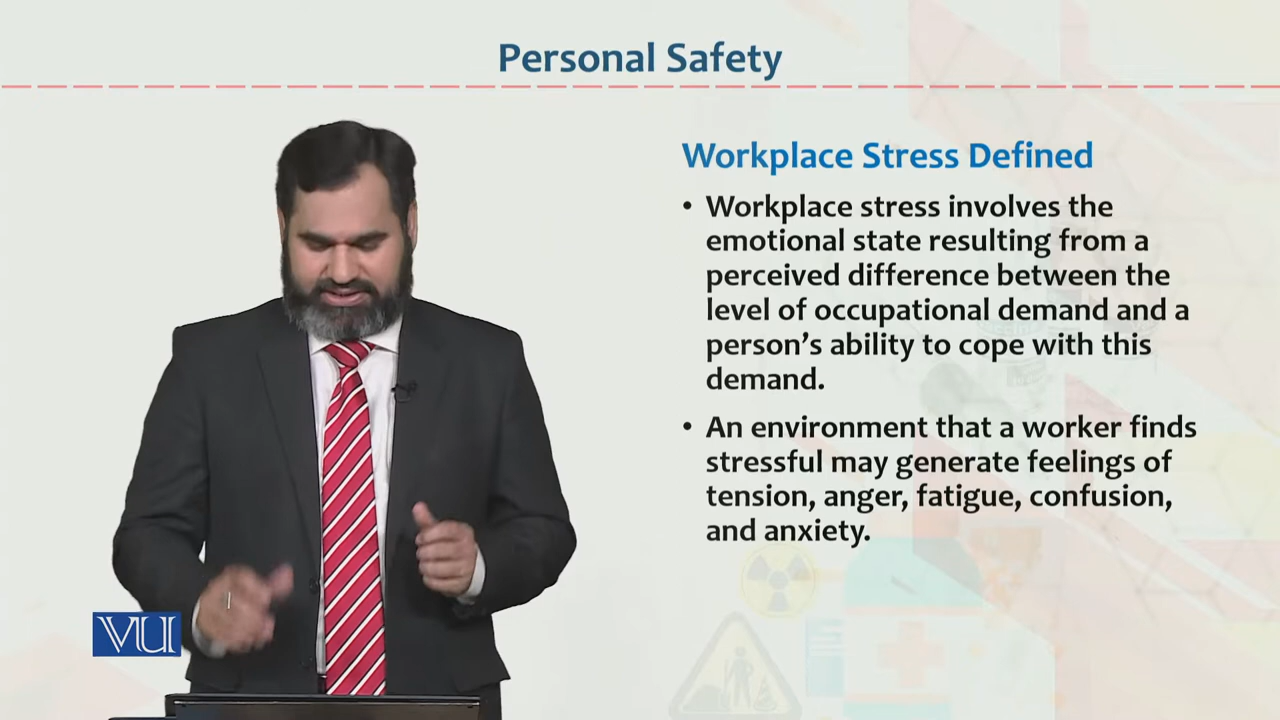 Personal Safety
Workplace Stress Defined
• Workplace stress involves the
emotional state resulting from a
perceived difference between the
level of occupational demand and a
person’s ability to cope with this
demand.
• An environment that a worker finds
stressful may generate feelings of
tension, anger, fatigue, confusion,
and anxiety.
VU